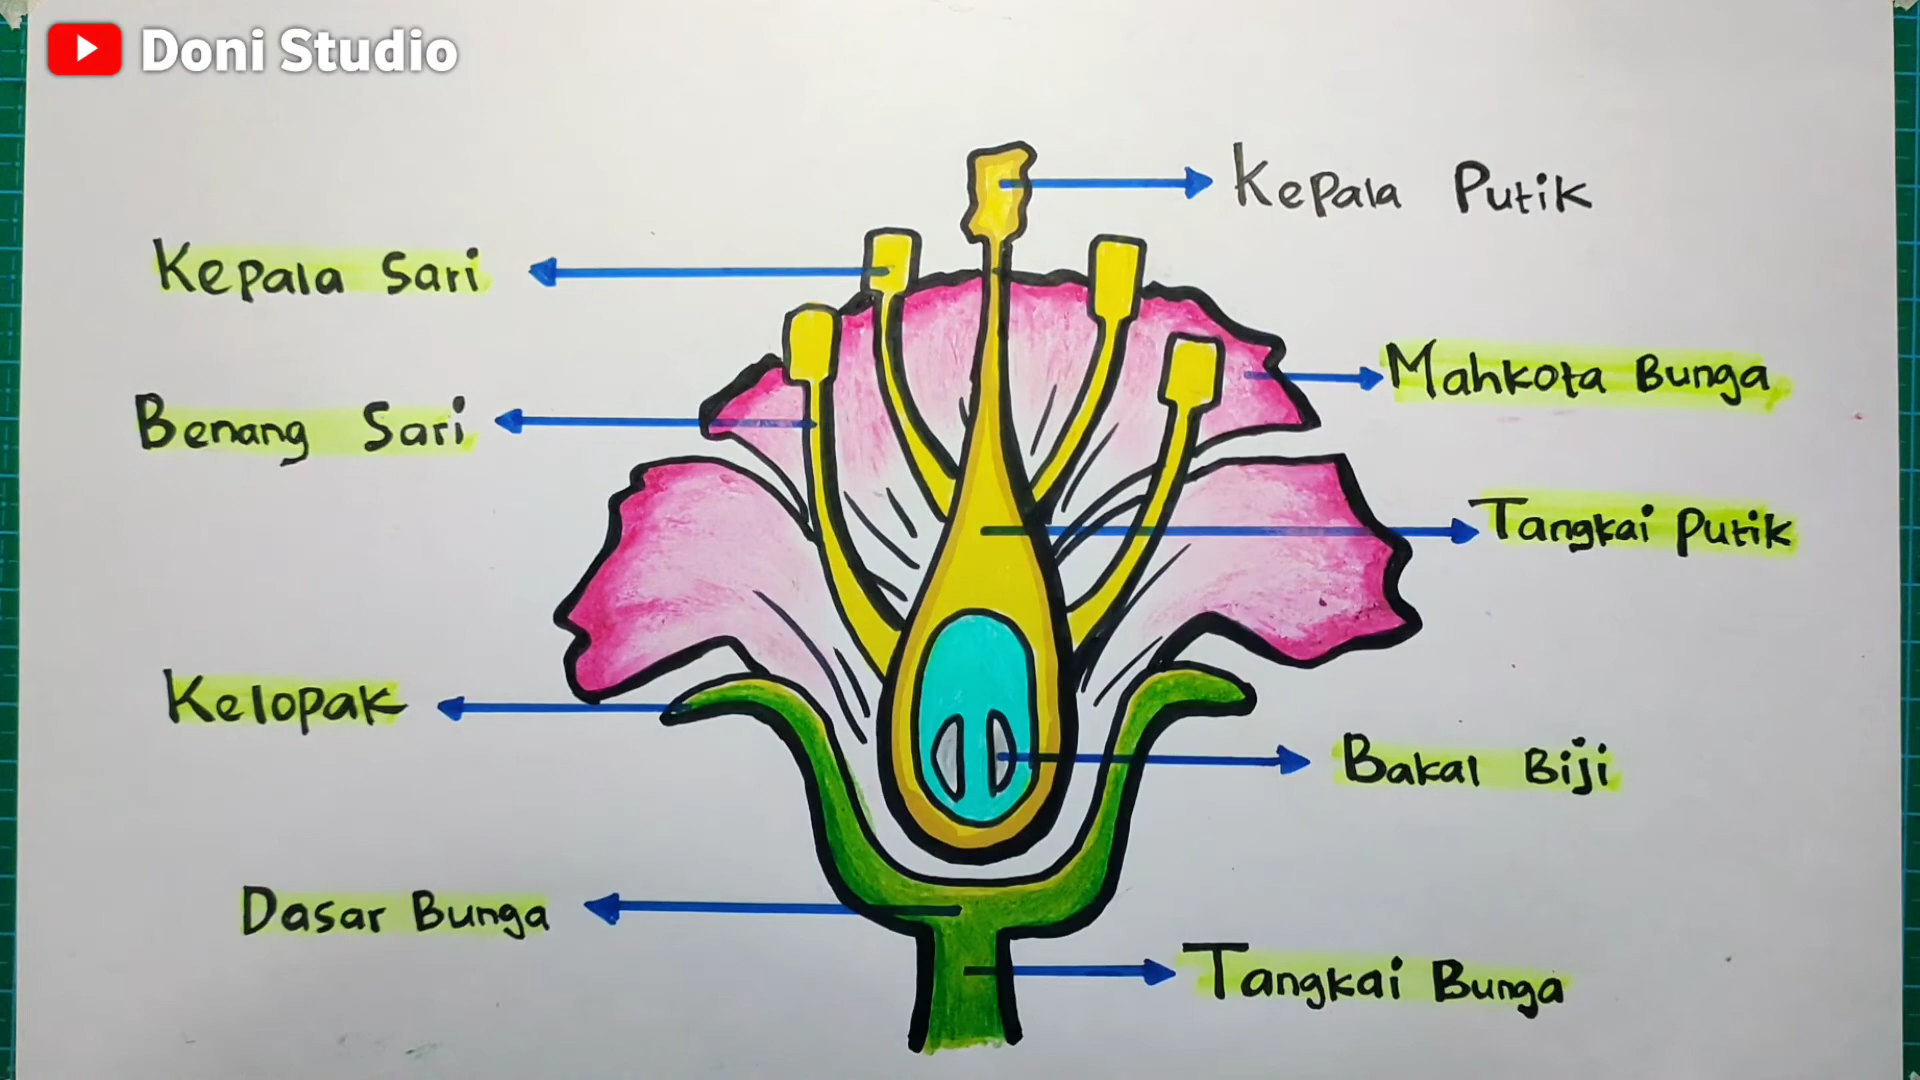 Doni Studio
Kepala Putik
Kepala Sari
Mahkota Bunga
Benang Sari
Tangkai Putik
Kelopak
Bakal Biji
Dasar Bunga
Tangkai Bunga